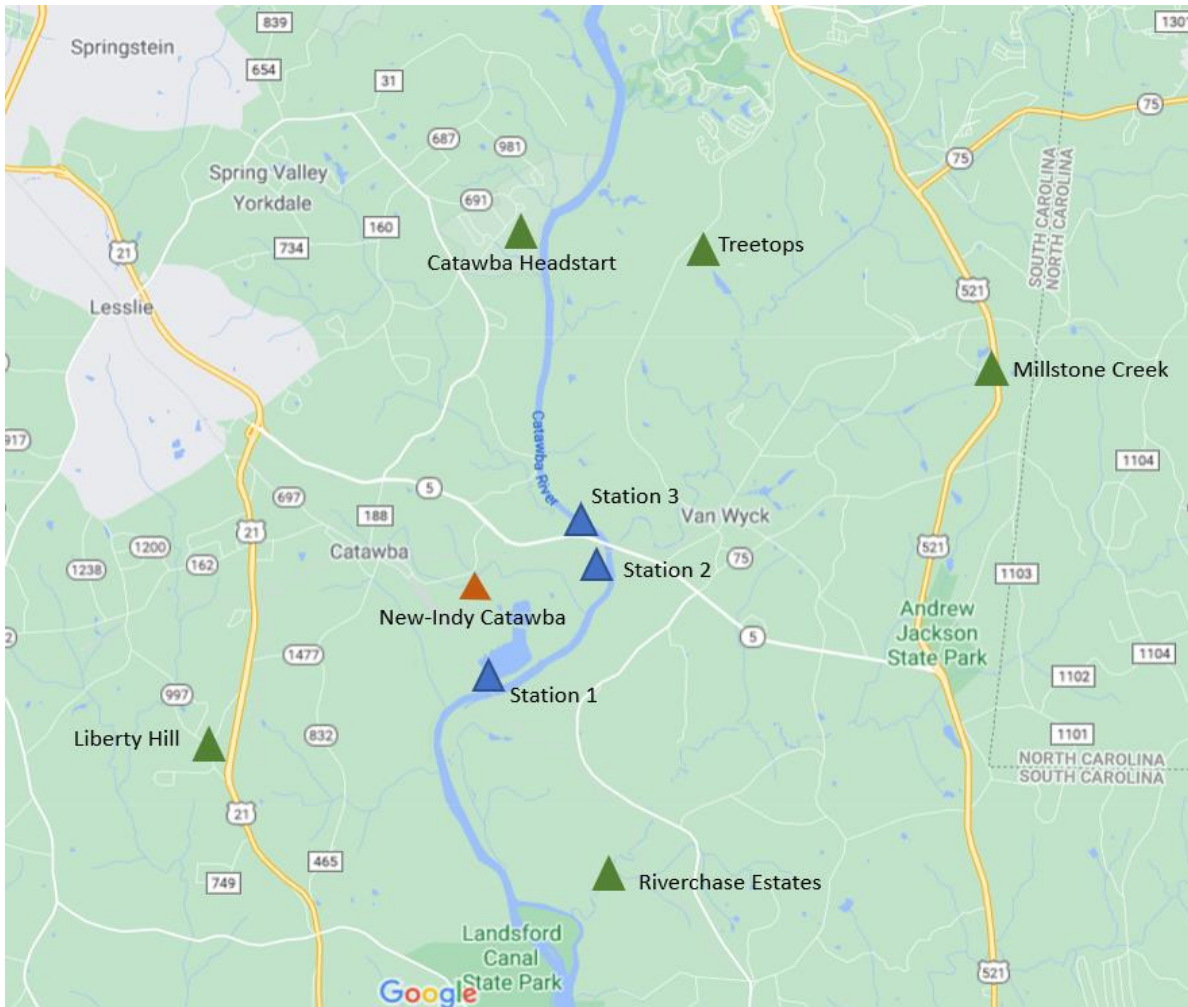 839
1301
Springstein
654
31
75
687
981
75
Spring Valley
Yorkdale
691
160
SOUTH CAROLINA
NORTH CAROLINA
21
734
Catawba Headstart
Treetops
521
Lesslie
Millstone Creek
917
Catawba River
1104
5
Station 3
697
188
Van Wyck
21
Catawba
1200
162
1238
75
521
Station 2
1103
New-Indy Catawba
Andrew
Jackson
State Park
5
1477
1104
1102
Station 1
997
Liberty Hill
832
1101
NORTH CAROLINA
SOUTH CAROLINA
21
465
749
Riverchase Estates
Landsford
Canal
State Park
Google
521